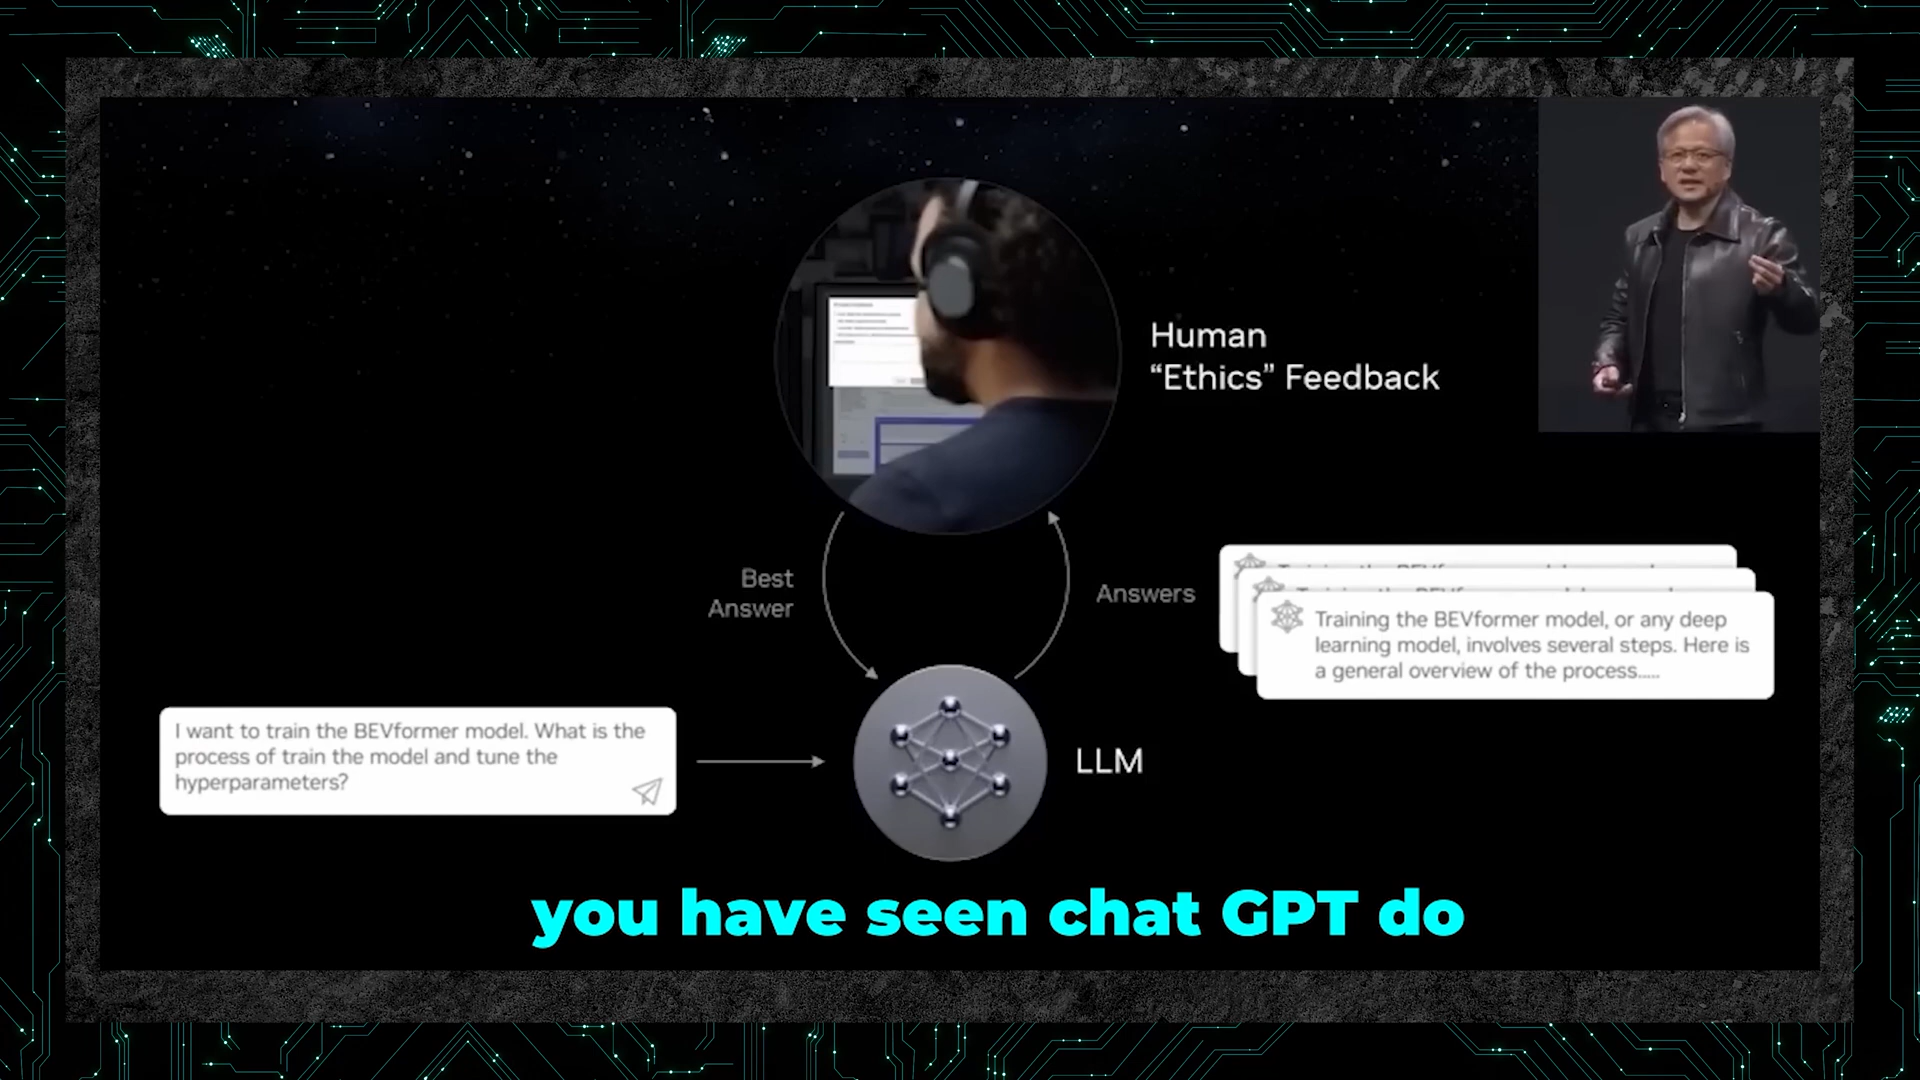 Human
“Ethics” Feedback
Best
Answer
Answers
Training the BEVformer model, or any deep
learning model, involves several steps. Here is
a general overview of the process.....
I want to train the BEVformer model. What is the
process of train the model and tune the
hyperparameters?
LLM
you have seen chat GPT do